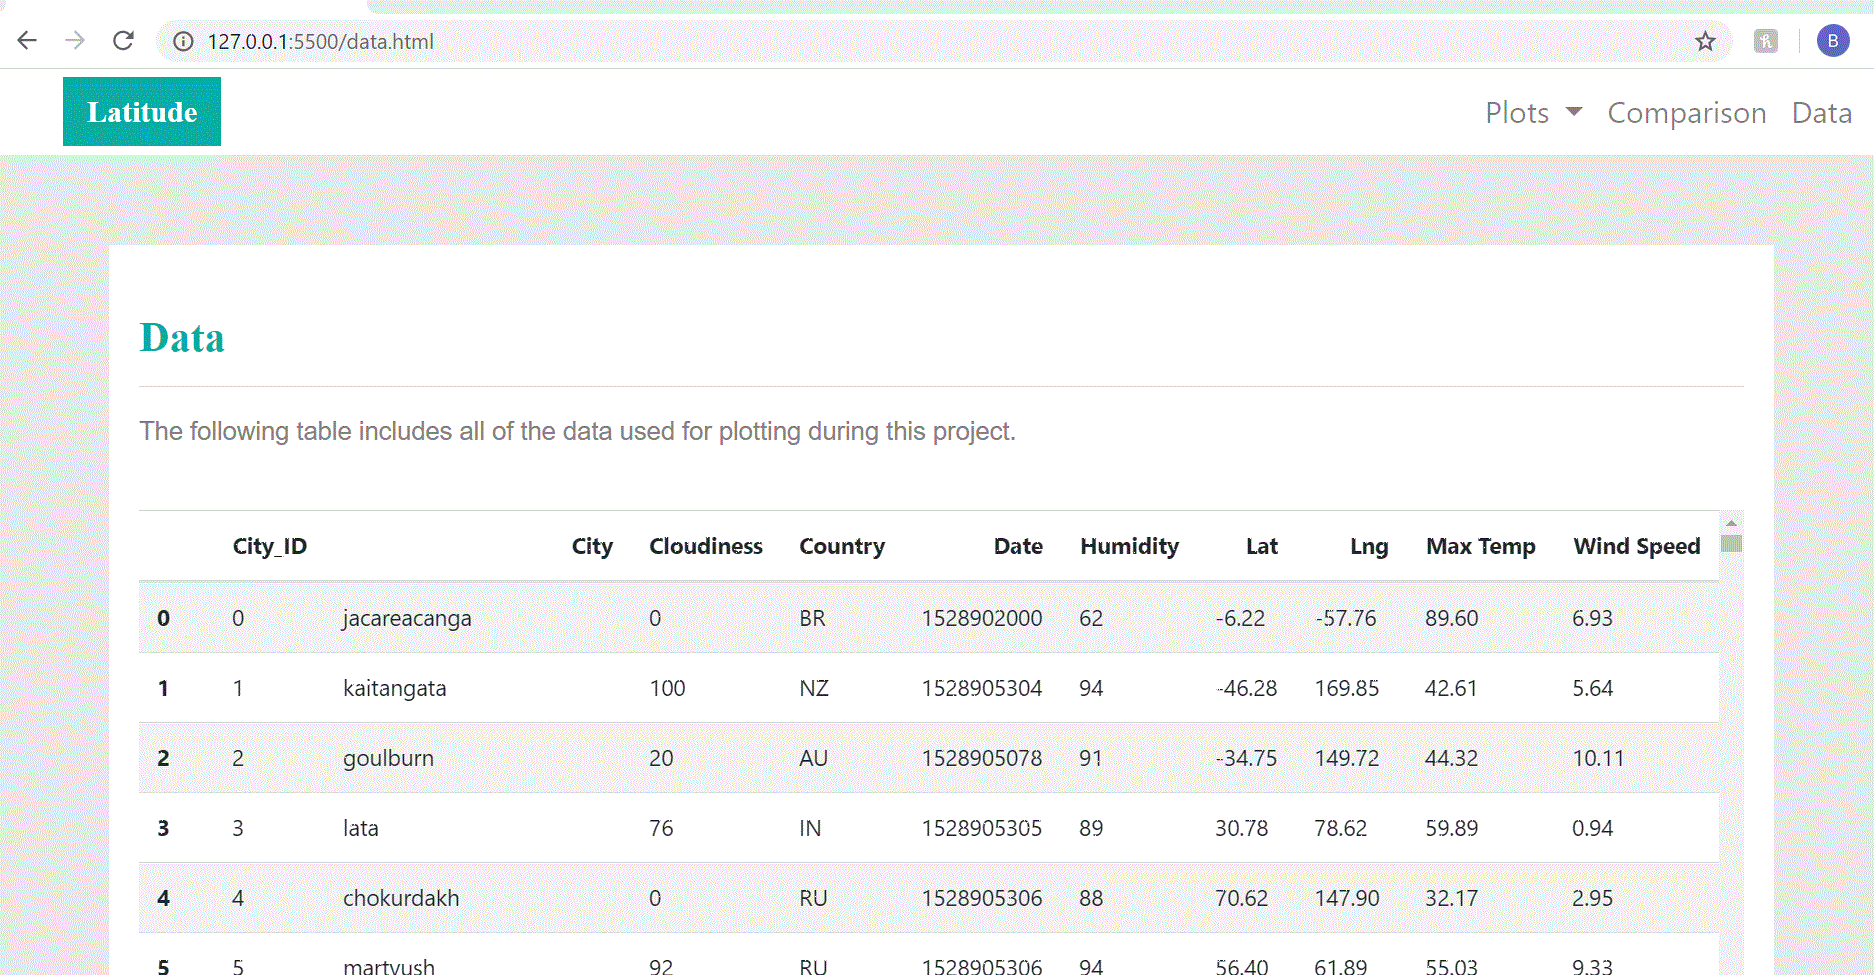 127.0.0.1:5500/data.html
B
Latitude
Plots Comparison Data
Data
The following table includes all of the data used for plotting during this project.
City_ID City Cloudiness Country Date Humidity Lat Lng Max Temp Wind Speed
0 0 jacareacanga 0 BR 1528902000 62 -6.22 -57.76 89.60 6.93
1 1 kaitangata 100 NZ 1528905304 94 -46.28 169.85 42.61 5.64
2 2 goulburn 20 AU 1528905078 91 -34.75 149.72 44.32 10.11
3 3 lata 76 IN 1528905305 89 30.78 78.62 59.89 0.94
4 4 chokurdakh 0 RU 1528905306 88 70.62 147.90 32.17 2.95
5 5 martyush 92 RU 1528905306 94 56.40 61.89 55.03 9.33